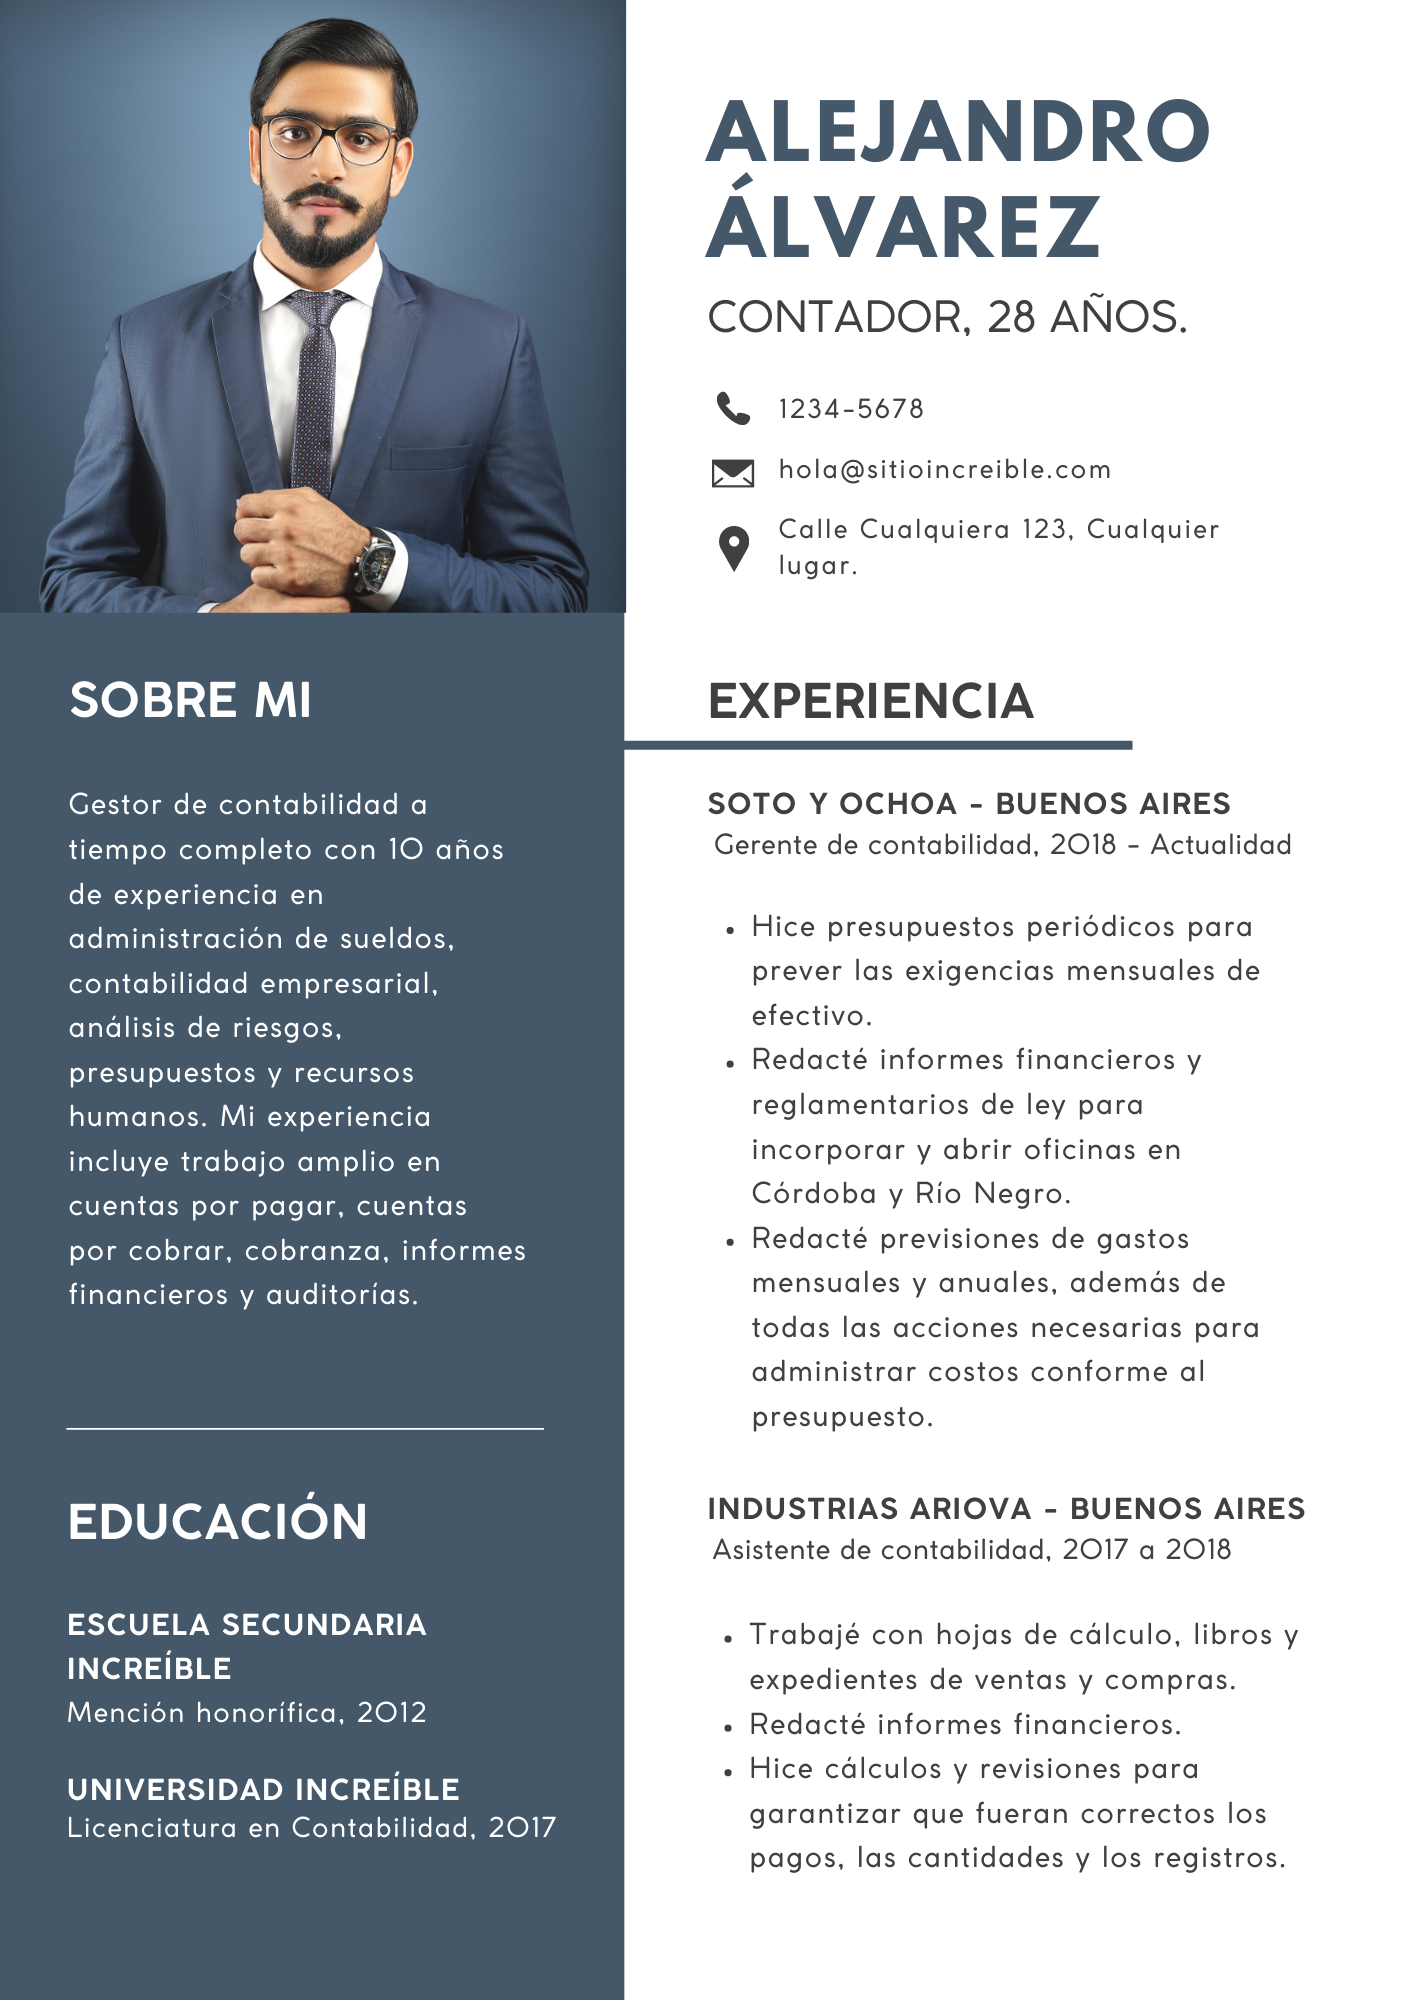 ALEJANDRO
ÁLVAREZ
CONTADOR, 28 AÑOS.
1234-5678
hola@sitioincreible.com
Calle Cualquiera 123, Cualquier
lugar.
SOBRE MI
Gestor de contabilidad a
tiempo completo con 10 años
de experiencia en
administración de sueldos,
contabilidad empresarial,
análisis de riesgos,
presupuestos y recursos
humanos. Mi experiencia
incluye trabajo amplio en
cuentas por pagar, cuentas
por cobrar, cobranza, informes
financieros y auditorías.
EDUCACIÓN
ESCUELA SECUNDARIA
INCREÍBLE
Mención honorífica, 2012
UNIVERSIDAD INCREÍBLE
Licenciatura en Contabilidad, 2017
EXPERIENCIA
SOTO Y OCHOA - BUENOS AIRES
Gerente de contabilidad, 2018 - Actualidad
• Hice presupuestos periódicos para
prever las exigencias mensuales de
efectivo.
• Redacté informes financieros y
reglamentarios de ley para
incorporar y abrir oficinas en
Córdoba y Río Negro.
• Redacté previsiones de gastos
mensuales y anuales, además de
todas las acciones necesarias para
administrar costos conforme al
presupuesto.
INDUSTRIAS ARIOVA - BUENOS AIRES
Asistente de contabilidad, 2017 a 2018
• Trabajé con hojas de cálculo, libros y
expedientes de ventas y compras.
• Redacté informes financieros.
• Hice cálculos y revisiones para
garantizar que fueran correctos los
pagos, las cantidades y los registros.